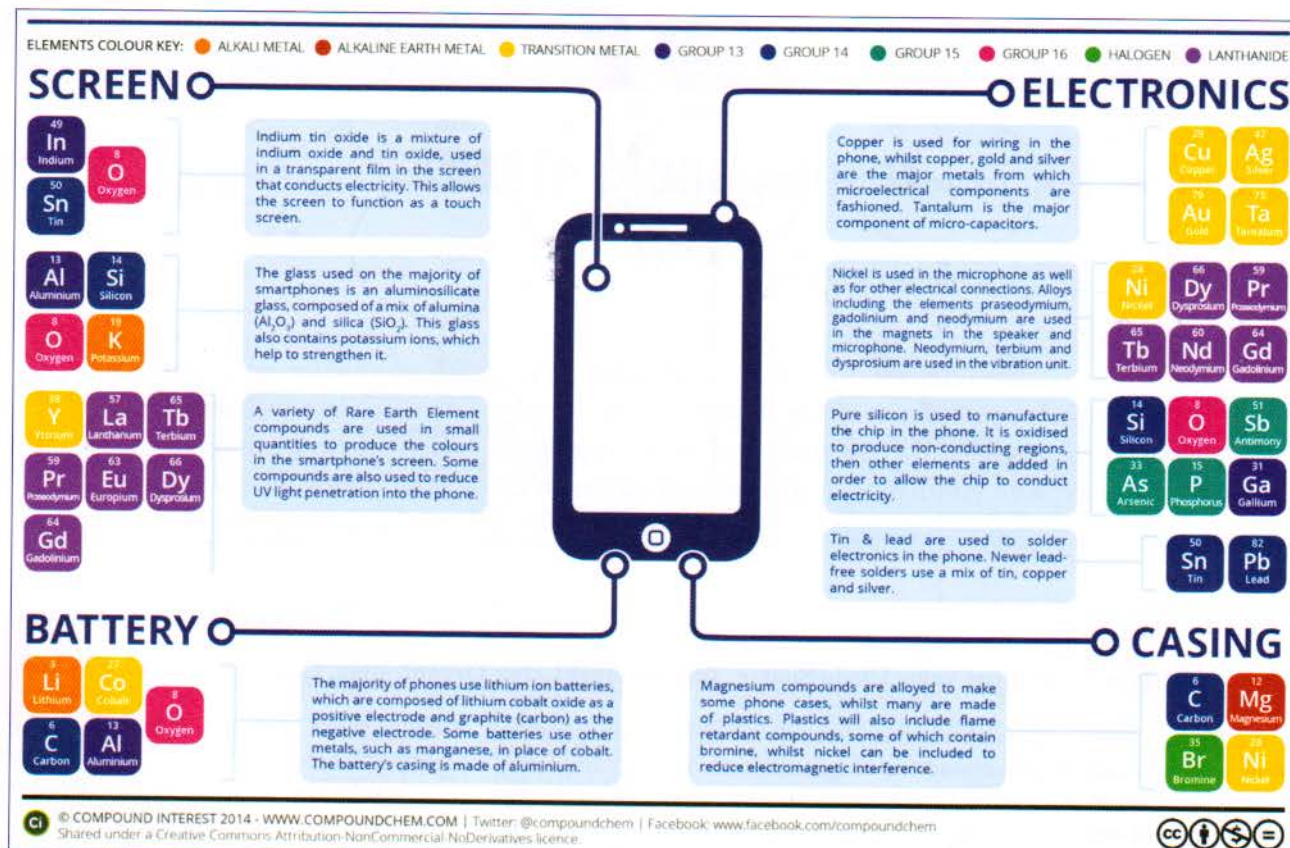 ELEMENTS COLOUR KEY: ALKALI METAL ALKALINE EARTH METAL TRANSITION METAL GROUP 13 GROUP 14 GROUP 15 GROUP 16 HALOGEN LANTHANIDE
SCREEN
49
In
Indium
8
O
Oxygen
50
Sn
Tin
Indium tin oxide is a mixture of
indium oxide and tin oxide, used
in a transparent film in the screen
that conducts electricity. This allows
the screen to function as a touch
screen.
13
Al
Aluminium
14
Si
Silicon
8
O
Oxygen
19
K
Potassium
The glass used on the majority of
smartphones is an aluminosilicate
glass, composed of a mix of alumina
(Al₂O₃) and silica (SiO₂). This glass
also contains potassium ions, which
help to strengthen it.
39
Y
Yttrium
57
La
Lanthanum
65
Tb
Terbium
59
Pr
Praseodymium
63
Eu
Europium
66
Dy
Dysprosium
64
Gd
Gadolinium
A variety of Rare Earth Element
compounds are used in small
quantities to produce the colours
in the smartphone's screen. Some
compounds are also used to reduce
UV light penetration into the phone.
ELECTRONICS
Copper is used for wiring in the
phone, whilst copper, gold and silver
are the major metals from which
microelectrical components are
fashioned. Tantalum is the major
component of micro-capacitors.
29
Cu
Copper
47
Ag
Silver
79
Au
Gold
73
Ta
Tantalum
Nickel is used in the microphone as well
as for other electrical connections. Alloys
including the elements praseodymium,
gadolinium and neodymium are used
in the magnets in the speaker and
microphone. Neodymium, terbium and
dysprosium are used in the vibration unit.
28
Ni
Nickel
66
Dy
Dysprosium
59
Pr
Praseodymium
65
Tb
Terbium
60
Nd
Neodymium
64
Gd
Gadolinium
Pure silicon is used to manufacture
the chip in the phone. It is oxidised
to produce non-conducting regions,
then other elements are added in
order to allow the chip to conduct
electricity.
14
Si
Silicon
8
O
Oxygen
51
Sb
Antimony
33
As
Arsenic
15
P
Phosphorus
31
Ga
Gallium
Tin & lead are used to solder
electronics in the phone. Newer lead-
free solders use a mix of tin, copper
and silver.
50
Sn
Tin
82
Pb
Lead
BATTERY
3
Li
Lithium
27
Co
Cobalt
8
O
Oxygen
6
C
Carbon
13
Al
Aluminium
The majority of phones use lithium ion batteries,
which are composed of lithium cobalt oxide as a
positive electrode and graphite (carbon) as the
negative electrode. Some batteries use other
metals, such as manganese, in place of cobalt.
The battery's casing is made of aluminium.
CASING
Magnesium compounds are alloyed to make
some phone cases, whilst many are
made of plastics. Plastics will also include flame
retardant compounds, some of which contain
bromine, whilst nickel can be included to
reduce electromagnetic interference.
6
C
Carbon
12
Mg
Magnesium
35
Br
Bromine
28
Ni
Nickel
Ci © COMPOUND INTEREST 2014 - WWW.COMPOUNDCHEM.COM | Twitter: @compoundchem | Facebook: www.facebook.com/compoundchem
Shared under a Creative Commons Attribution-NonCommercial-NoDerivatives licence.
cc